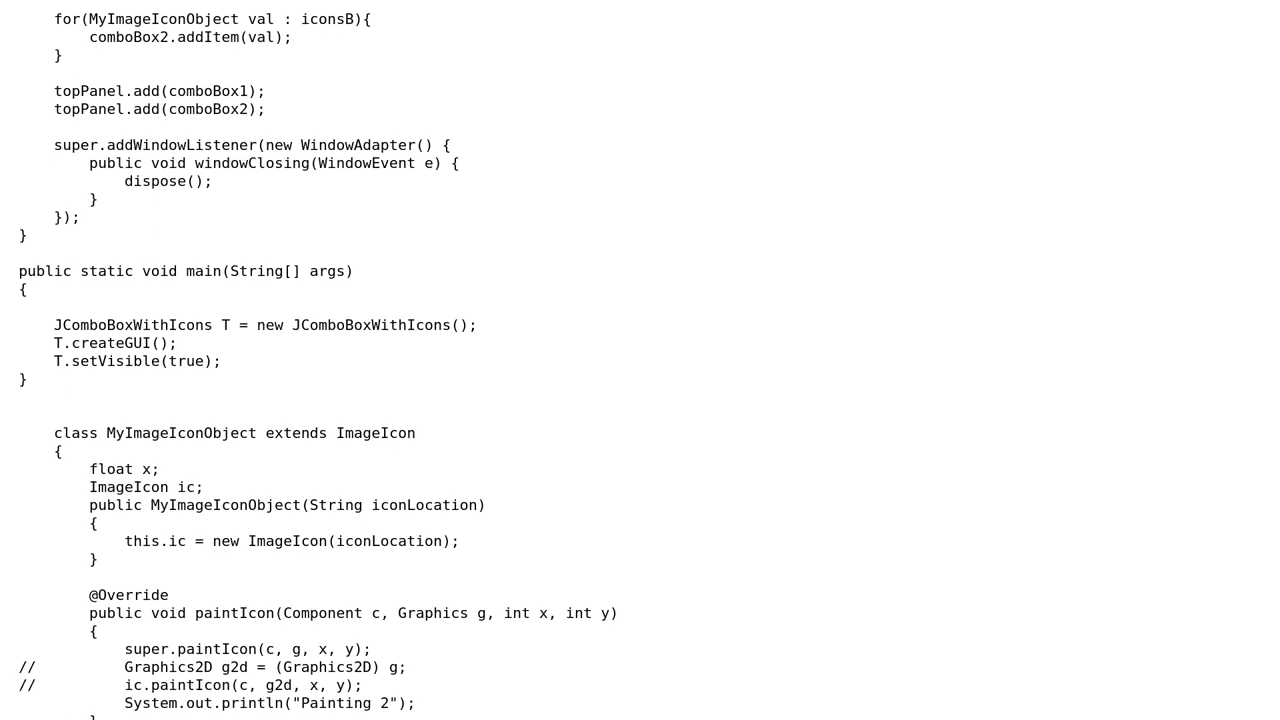 for(MyImageIconObject val : iconsB){
        comboBox2.addItem(val);
    }

    topPanel.add(comboBox1);
    topPanel.add(comboBox2);

    super.addWindowListener(new WindowAdapter() {
        public void windowClosing(WindowEvent e) {
            dispose();
        }
    });
}

public static void main(String[] args)
{

    JComboBoxWithIcons T = new JComboBoxWithIcons();
    T.createGUI();
    T.setVisible(true);
}


    class MyImageIconObject extends ImageIcon
    {
        float x;
        ImageIcon ic;
        public MyImageIconObject(String iconLocation)
        {
            this.ic = new ImageIcon(iconLocation);
        }

        @Override
        public void paintIcon(Component c, Graphics g, int x, int y)
        {
            super.paintIcon(c, g, x, y);
//          Graphics2D g2d = (Graphics2D) g;
//          ic.paintIcon(c, g2d, x, y);
            System.out.println("Painting 2");
        }